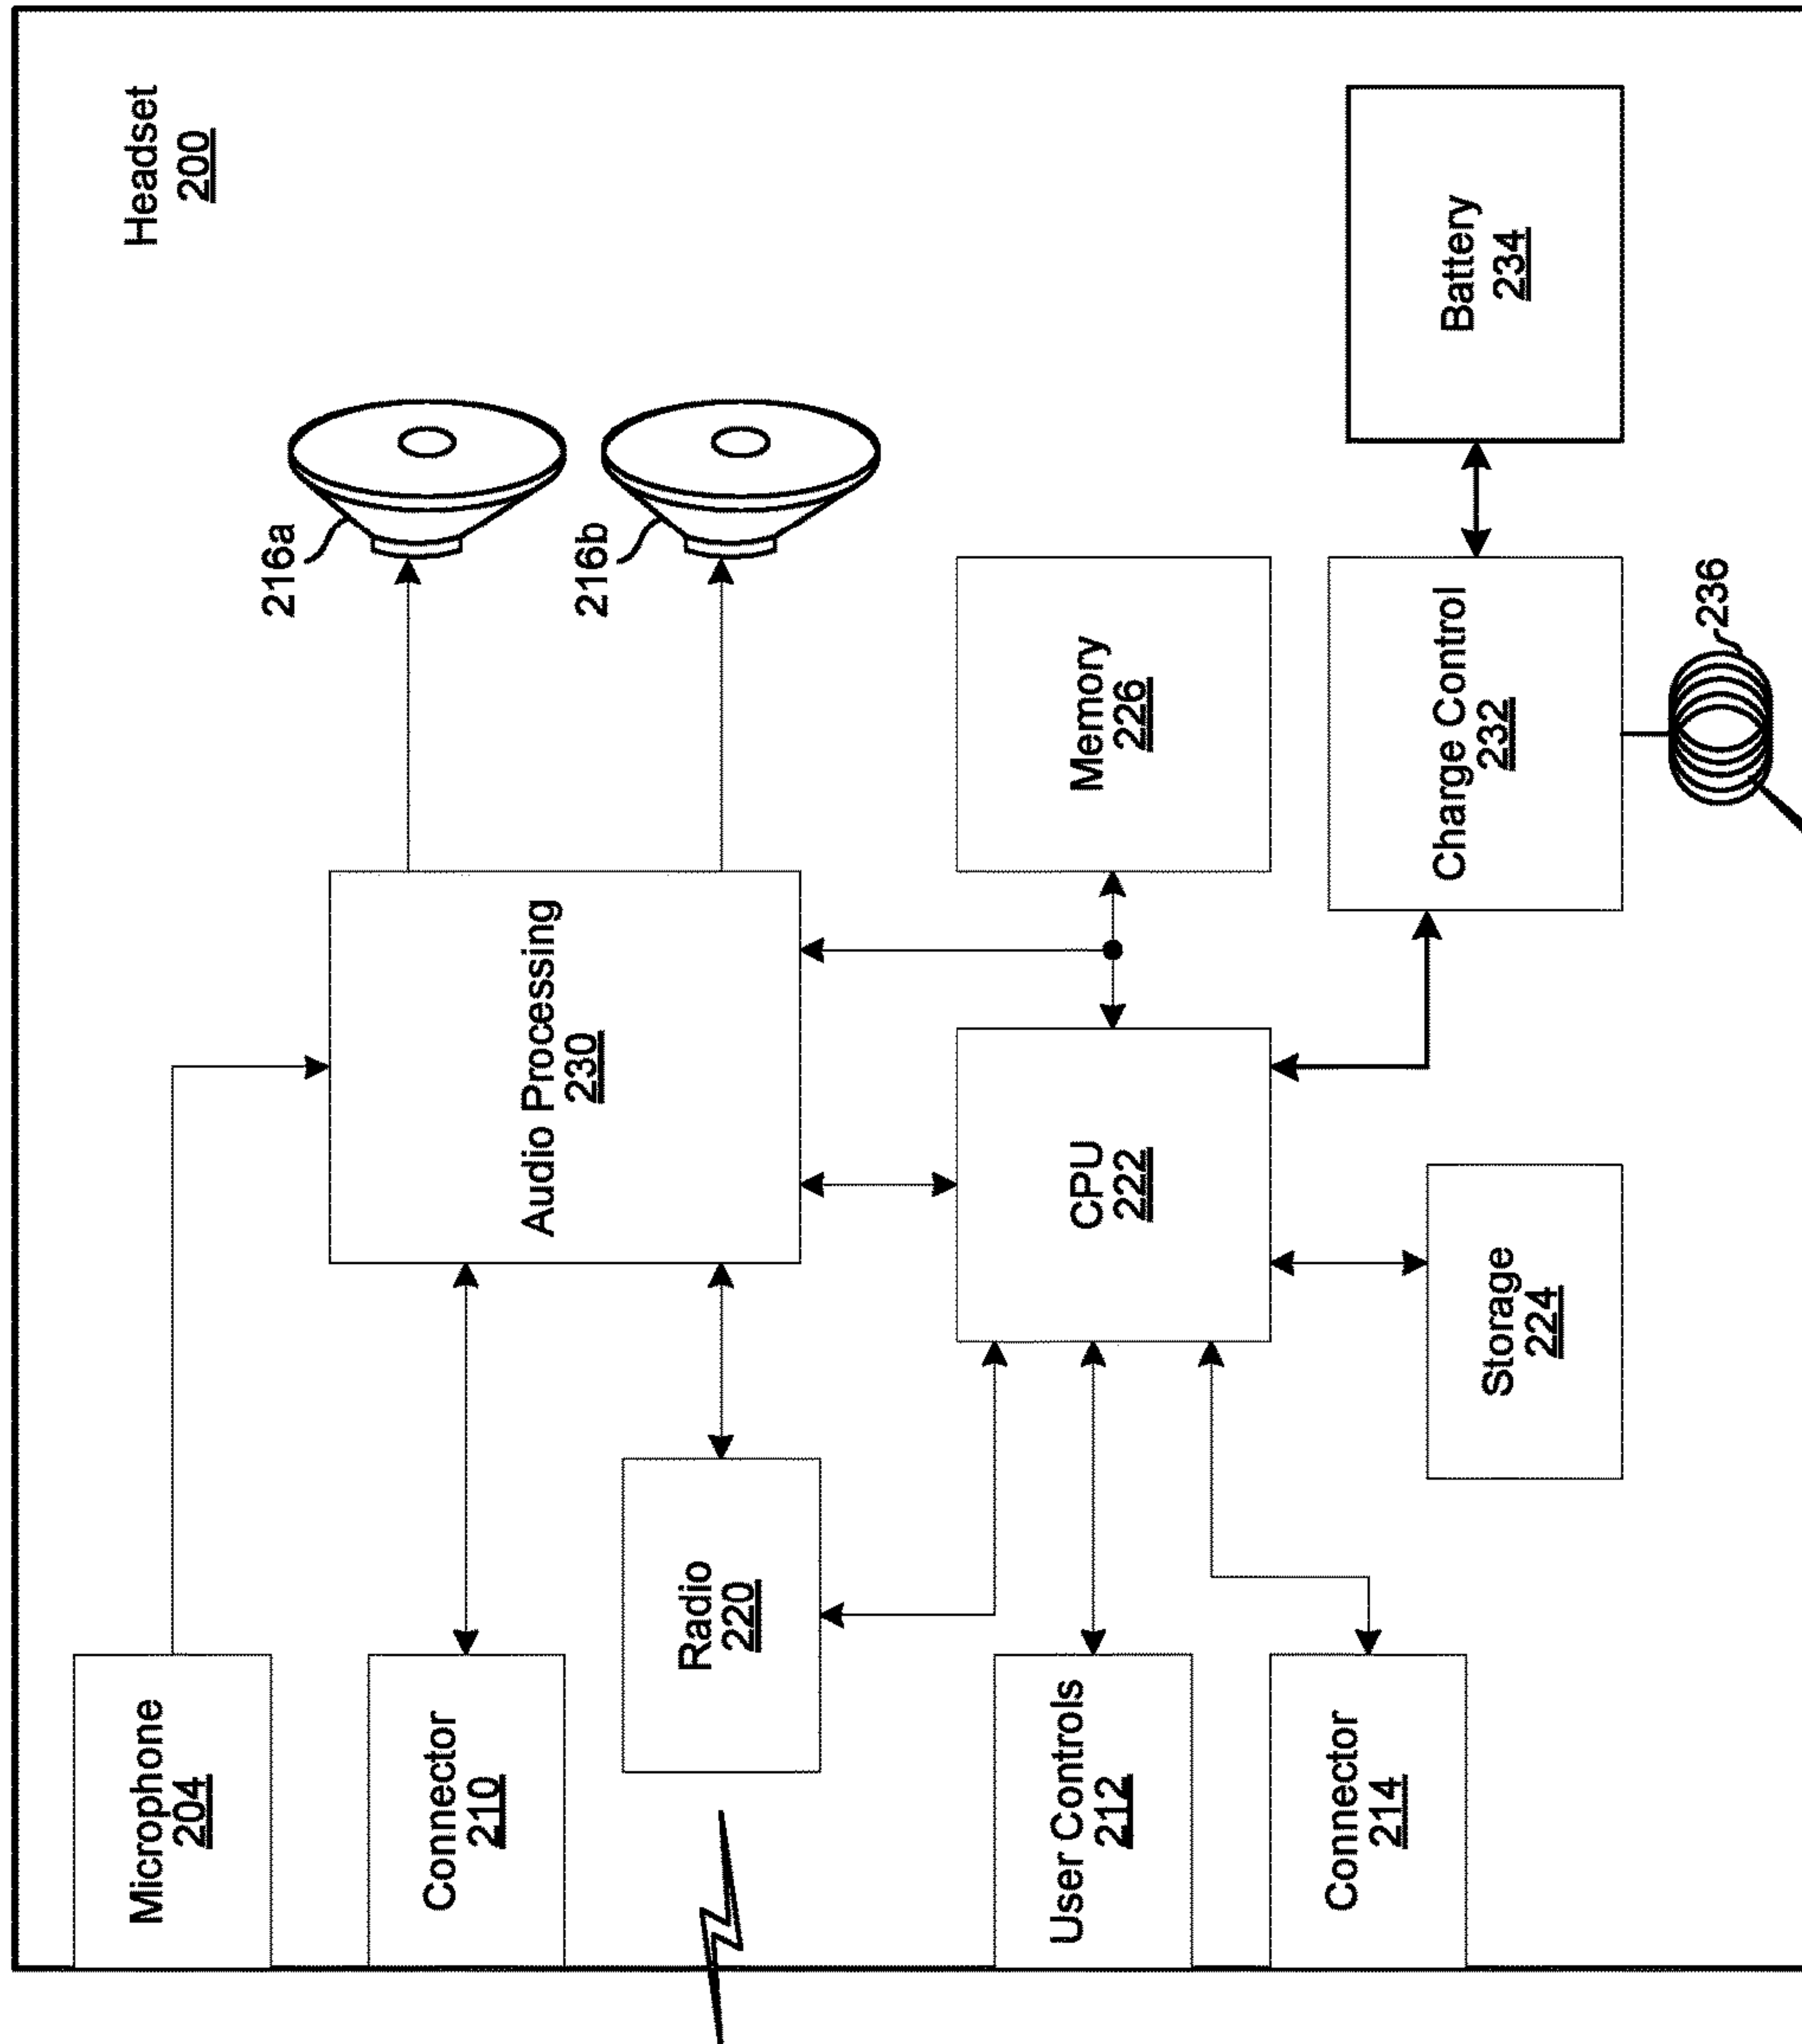 Headset
200
Microphone
204
Connector
210
Radio
220
User Controls
212
Connector
214
Audio Processing
230
CPU
222
Storage
224
216a
216b
Memory
226
Charge Control
232
Battery
234
236